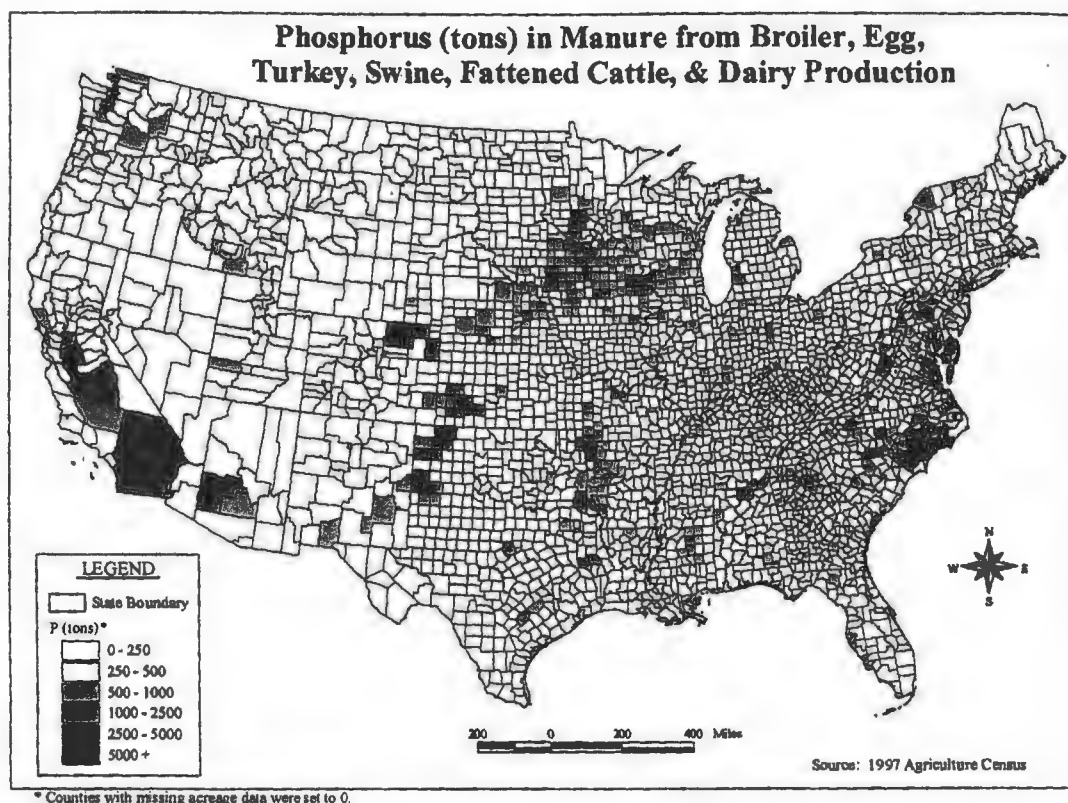 Phosphorus (tons) in Manure from Broiler, Egg,
Turkey, Swine, Fattened Cattle, & Dairy Production
N
W E
S
LEGEND
State Boundary
P (tons)*
0 - 250
250 - 500
500 - 1000
1000 - 2500
2500 - 5000
5000 +
200 0 200 400 Miles
Source: 1997 Agriculture Census
* Counties with missing acreage data were set to 0.